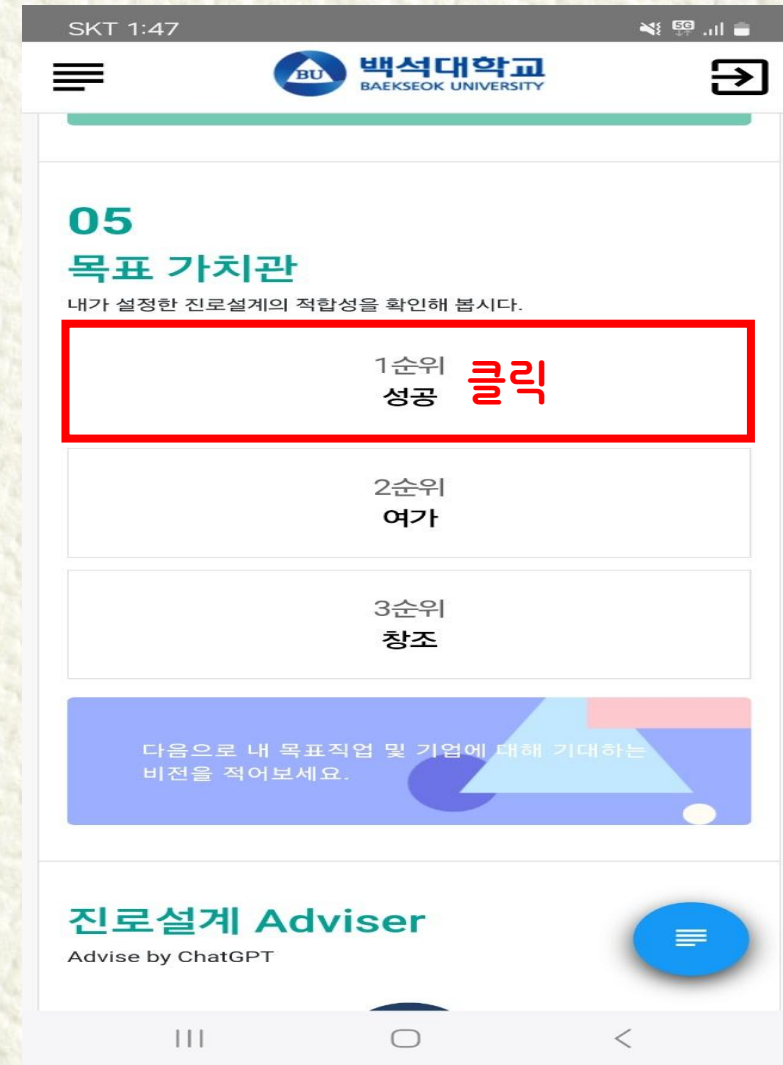 SKT 1:47
5G
BU
백석대학교
BAEKSEOK UNIVERSITY
05
목표 가치관
내가 설정한 진로설계의 적합성을 확인해 봅시다.
1순위
성공
클릭
2순위
여가
3순위
창조
다음으로 내 목표직업 및 기업에 대해 기대하는
비전을 적어보세요.
진로설계 Adviser
Advise by ChatGPT